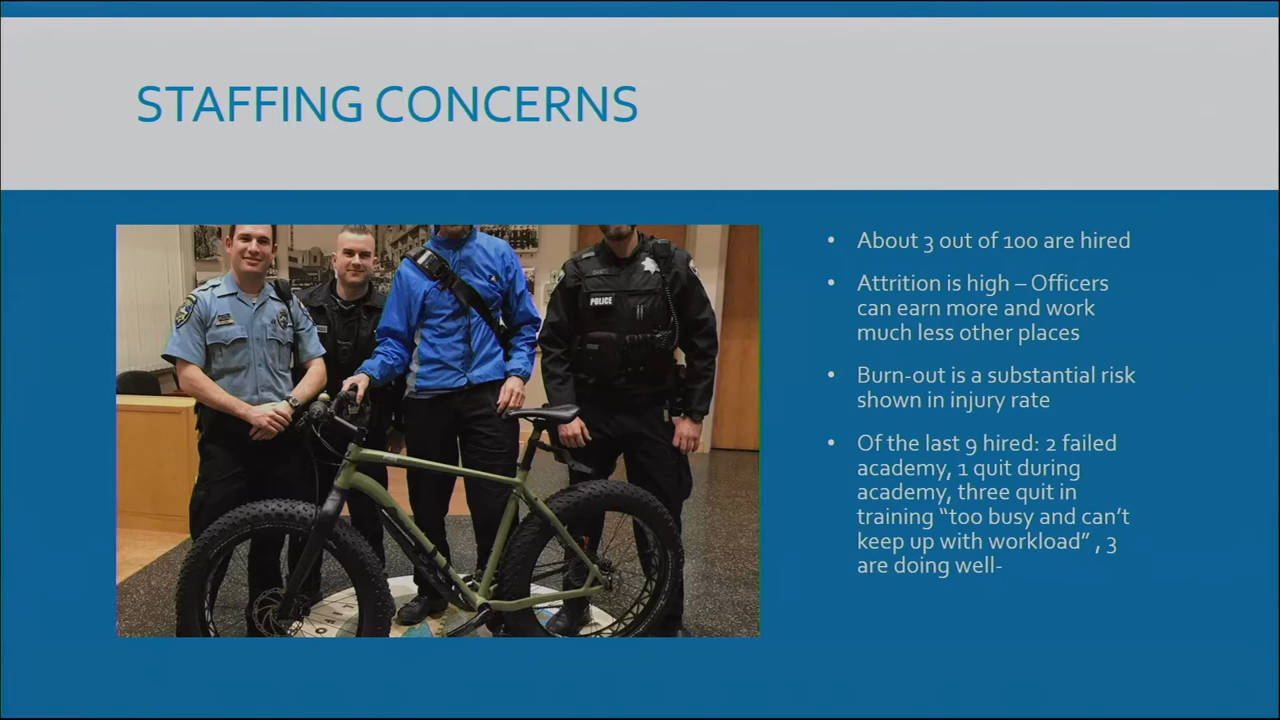 STAFFING CONCERNS
• About 3 out of 100 are hired
• Attrition is high – Officers
can earn more and work
much less other places
• Burn-out is a substantial risk
shown in injury rate
• Of the last 9 hired: 2 failed
academy, 1 quit during
academy, three quit in
training “too busy and can’t
keep up with workload” , 3
are doing well-
POLICE